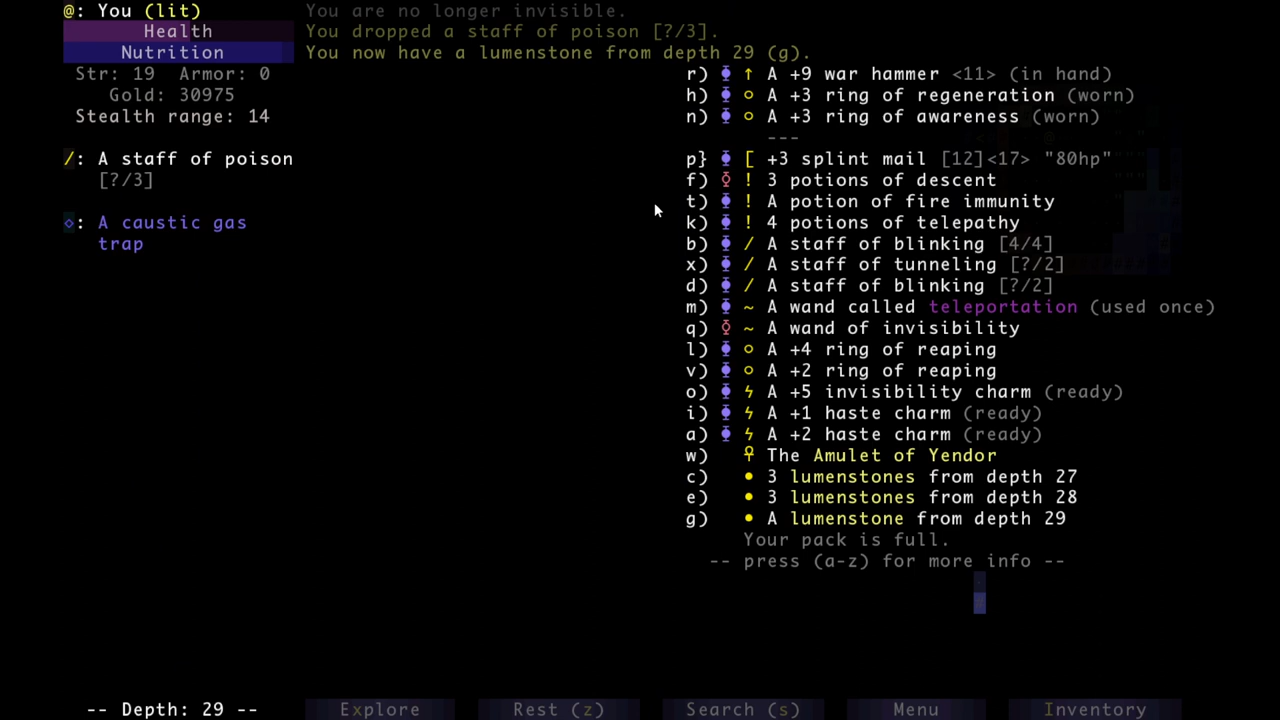 @: You (lit)
Health
Nutrition
Str: 19 Armor: 0
Gold: 30975
Stealth range: 14
/: A staff of poison
[?/3]
◇: A caustic gas
trap
You are no longer invisible.
You dropped a staff of poison [?/3].
You now have a lumenstone from depth 29 (g).
r) ↑ A +9 war hammer <11> (in hand)
h) ○ A +3 ring of regeneration (worn)
n) ○ A +3 ring of awareness (worn)
---
p} [ +3 splint mail [12]<17> "80hp"
f) ! 3 potions of descent
t) ! A potion of fire immunity
k) ! 4 potions of telepathy
b) / A staff of blinking [4/4]
x) / A staff of tunneling [?/2]
d) / A staff of blinking [?/2]
m) ~ A wand called teleportation (used once)
q) ~ A wand of invisibility
l) ○ A +4 ring of reaping
v) ○ A +2 ring of reaping
o) ϟ A +5 invisibility charm (ready)
i) ϟ A +1 haste charm (ready)
a) ϟ A +2 haste charm (ready)
w) ♀ The Amulet of Yendor
c) ● 3 lumenstones from depth 27
e) ● 3 lumenstones from depth 28
g) ● A lumenstone from depth 29
Your pack is full.
-- press (a-z) for more info --
-- Depth: 29 --
Explore
Rest (z)
Search (s)
Menu
Inventory